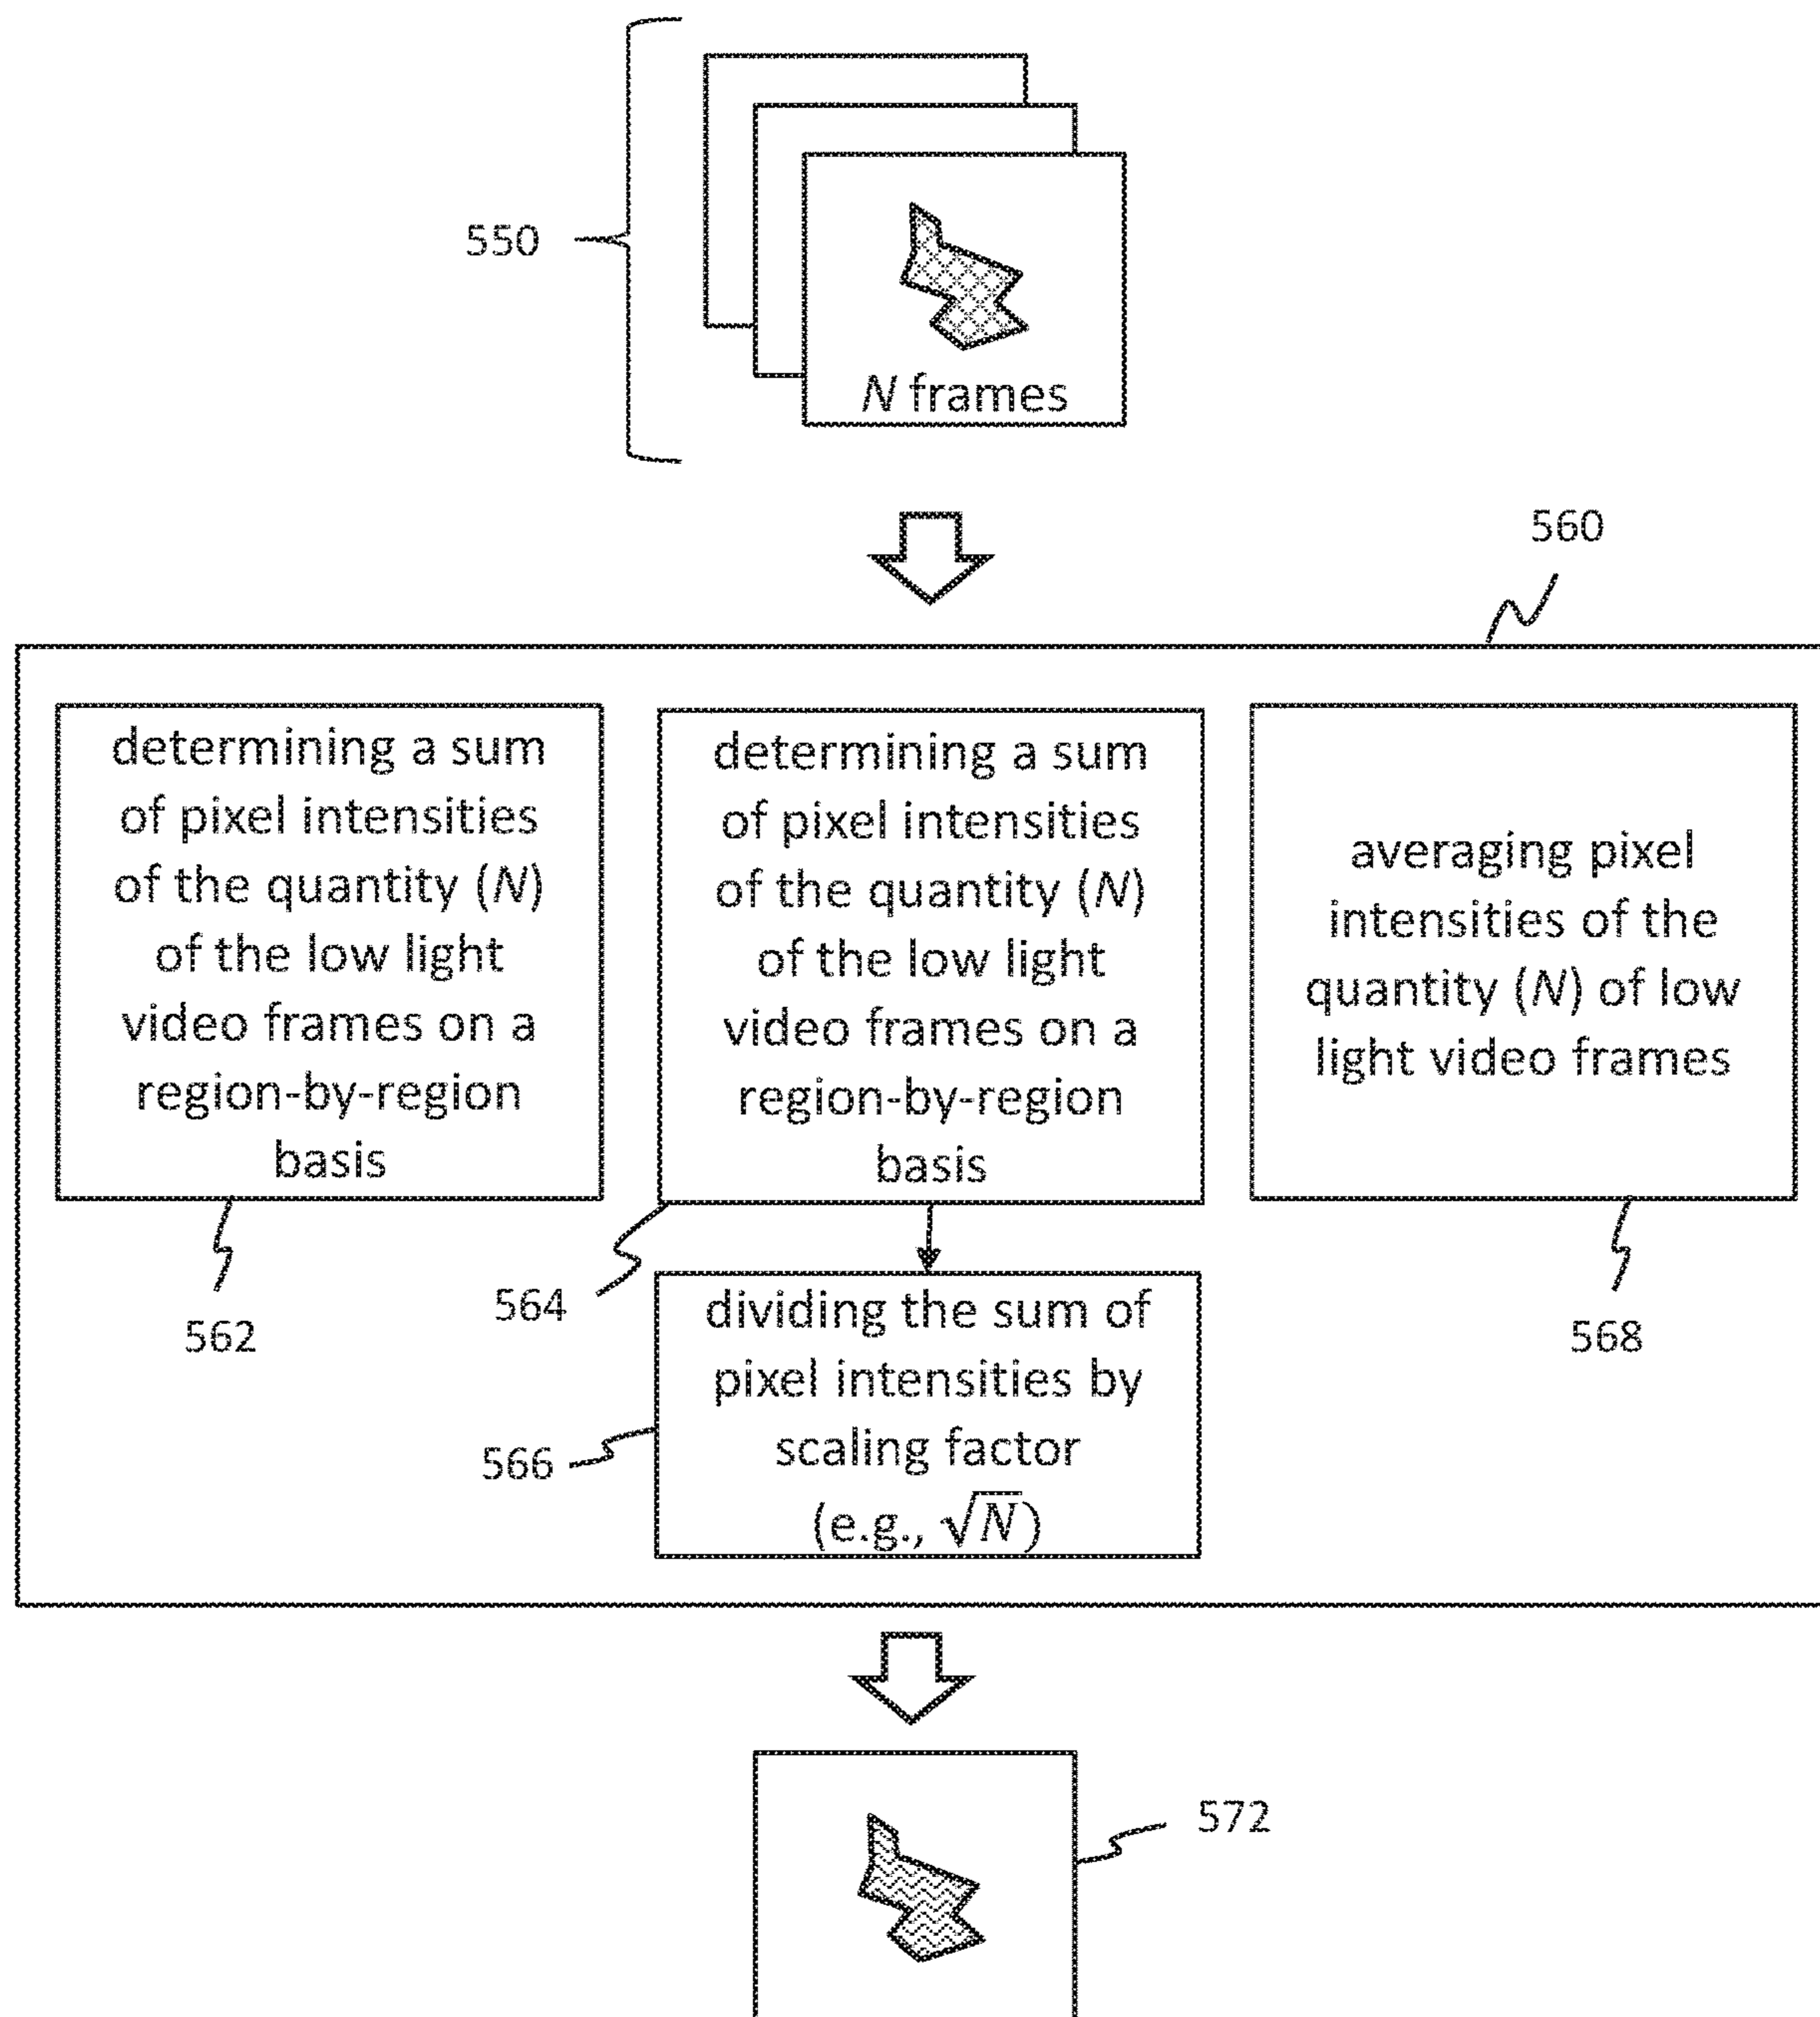 550
N frames
560
determining a sum
of pixel intensities
of the quantity (N)
of the low light
video frames on a
region-by-region
basis
562
determining a sum
of pixel intensities
of the quantity (N)
of the low light
video frames on a
region-by-region
basis
564
dividing the sum of
pixel intensities by
scaling factor
(e.g., √N)
566
averaging pixel
intensities of the
quantity (N) of low
light video frames
568
572